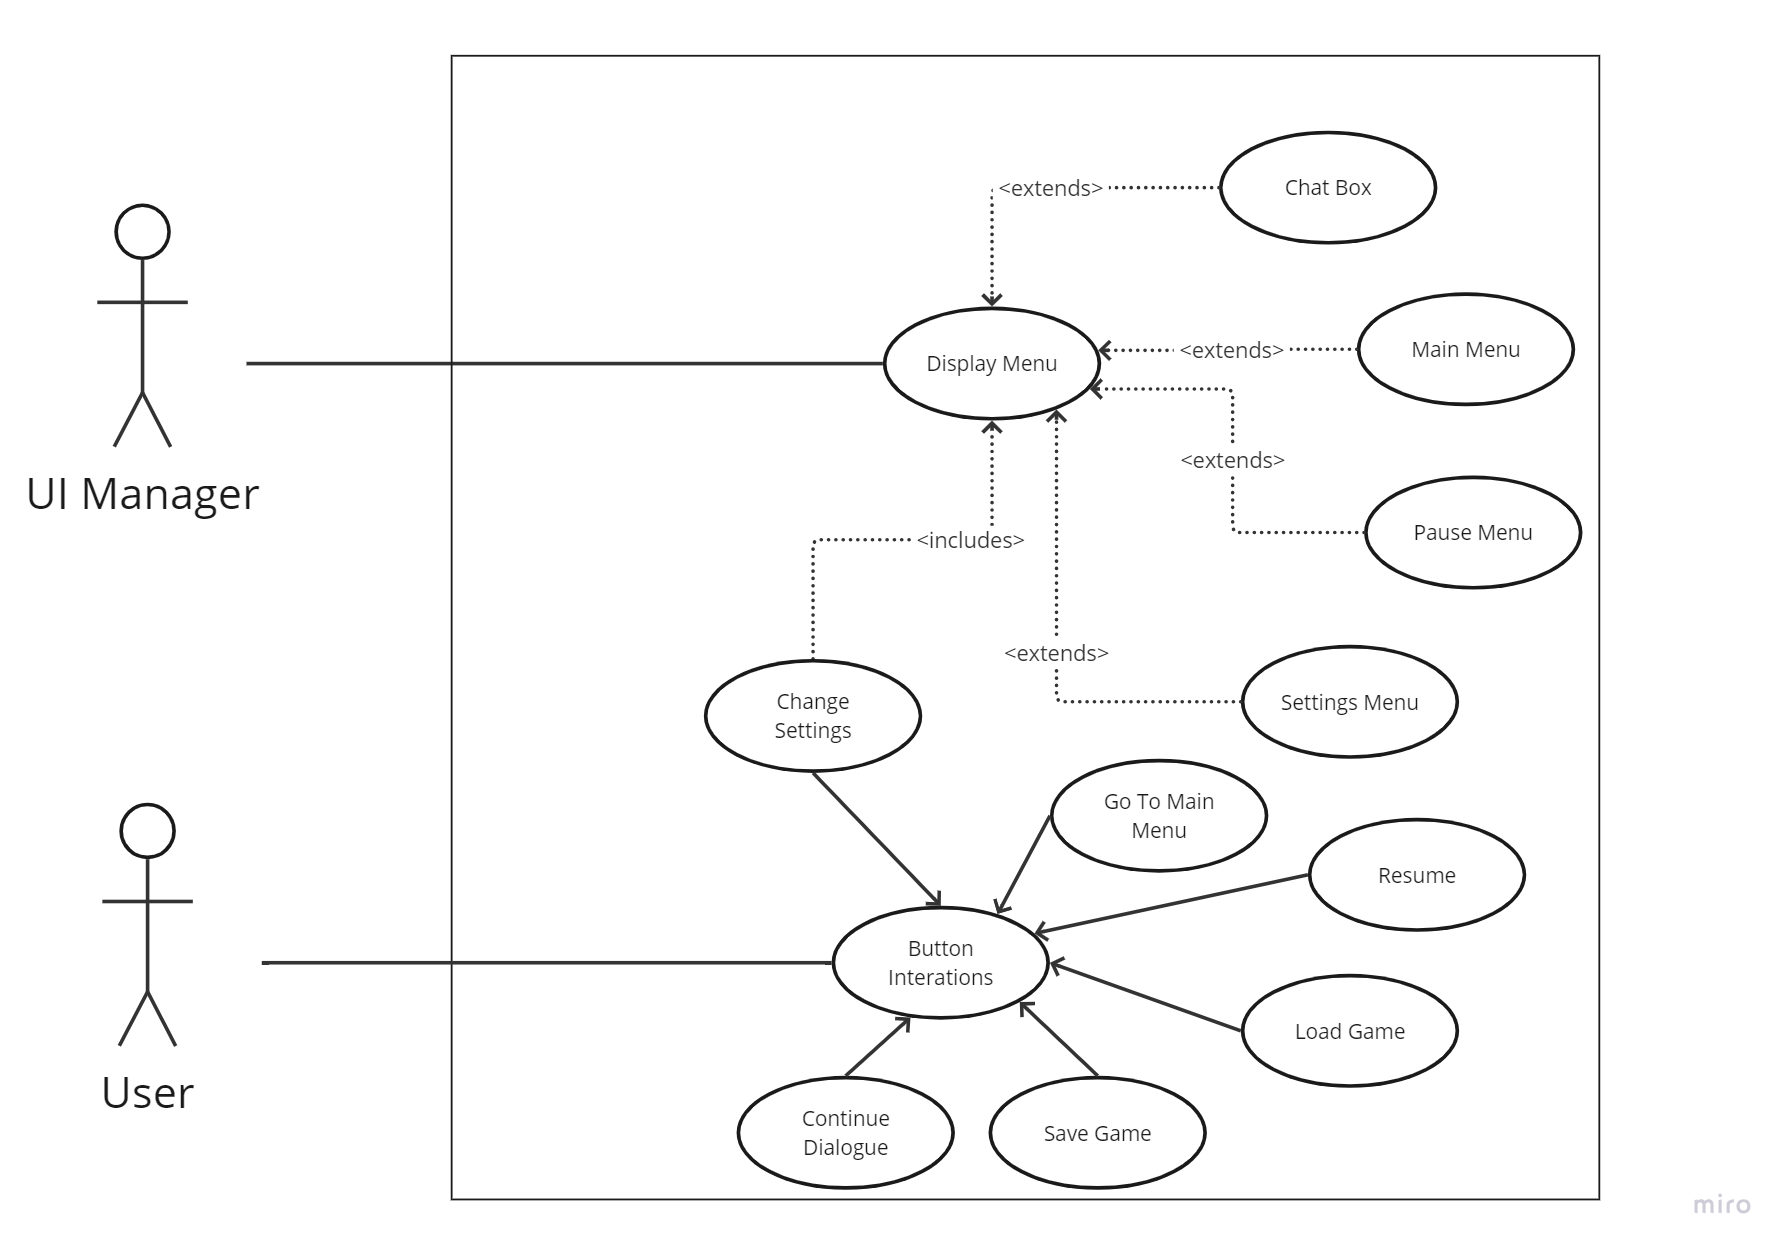 Chat Box
<extends>
Main Menu
<extends>
Display Menu
<extends>
UI Manager
Pause Menu
<includes>
<extends>
Settings Menu
Change
Settings
Go To Main
Menu
Resume
Button
Interations
Load Game
User
Continue
Dialogue
Save Game
miro